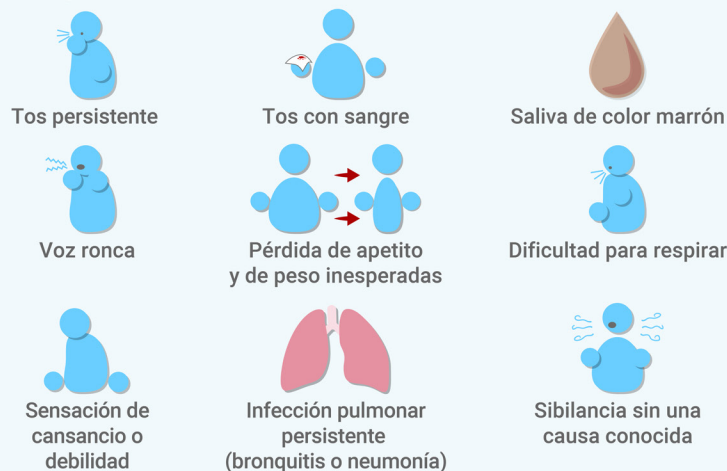 Tos persistente
Tos con sangre
Saliva de color marrón
Voz ronca
Pérdida de apetito
y de peso inesperadas
Dificultad para respirar
Sensación de
cansancio o
debilidad
Infección pulmonar
persistente
(bronquitis o neumonía)
Sibilancia sin una
causa conocida